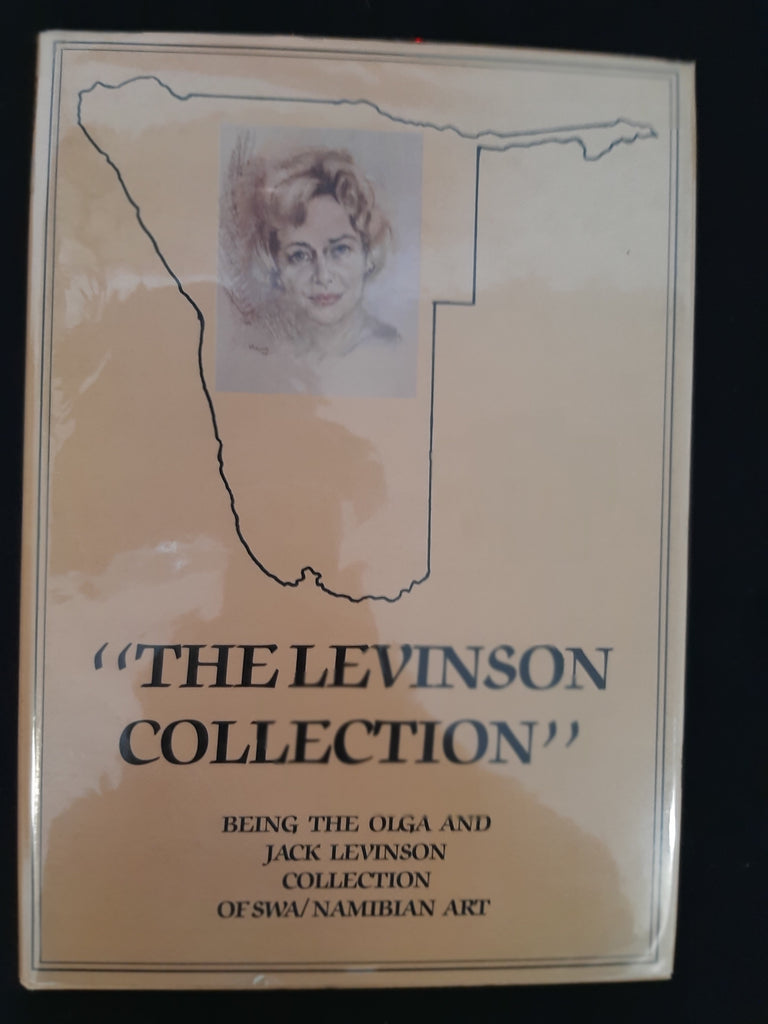 “THE LEVINSON
COLLECTION”
BEING THE OLGA AND
JACK LEVINSON
COLLECTION
OF SWA/NAMIBIAN ART